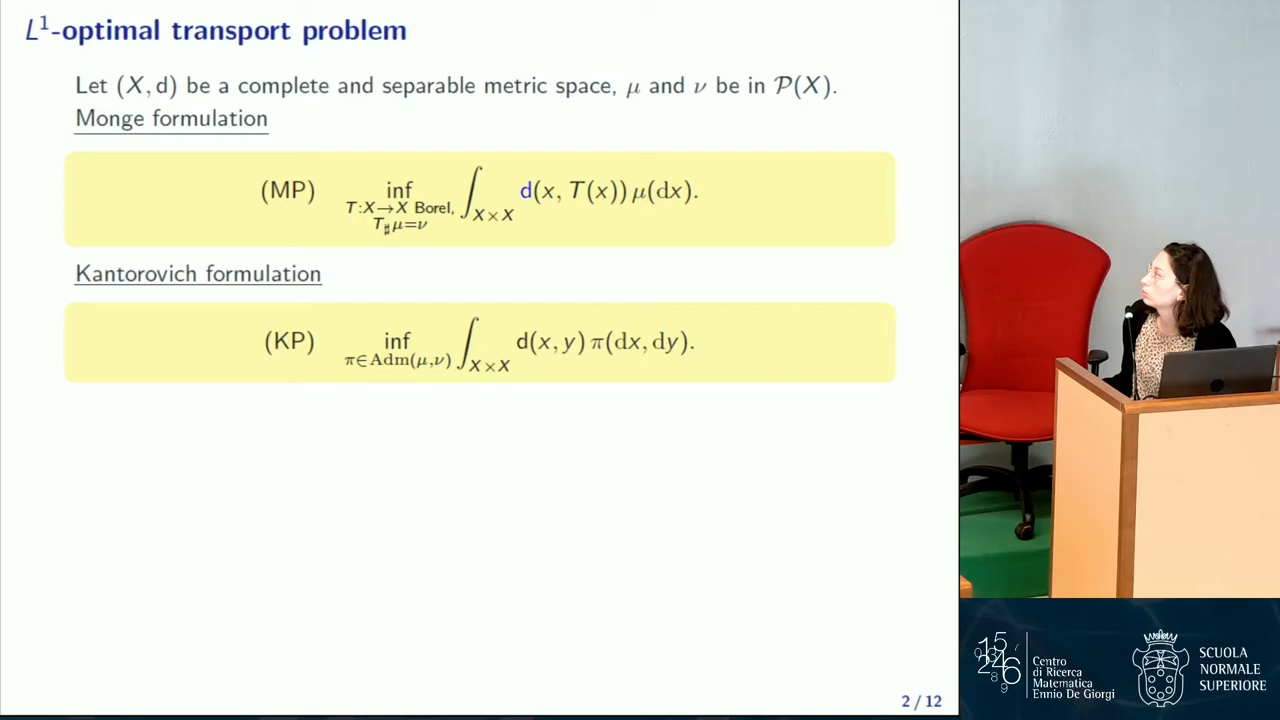 L¹-optimal transport problem
Let (X, d) be a complete and separable metric space, μ and ν be in 𝒫(X).
Monge formulation
(MP) inf_{T:X→X Borel, T_♯μ=ν} ∫_{X×X} d(x, T(x)) μ(dx).
Kantorovich formulation
(KP) inf_{π∈Adm(μ,ν)} ∫_{X×X} d(x, y) π(dx, dy).
2 / 12
Centro
di Ricerca
Matematica
Ennio De Giorgi
SCUOLA
NORMALE
SUPERIORE